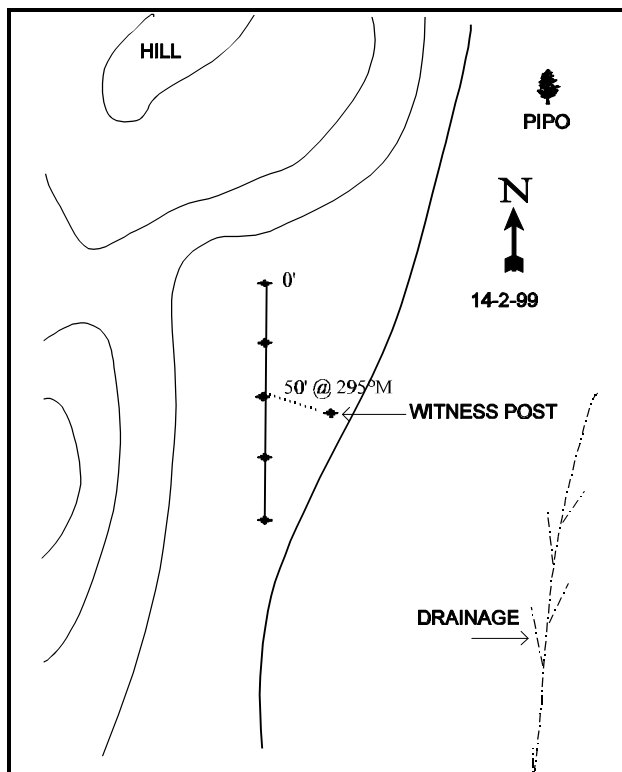 HILL
PIPO
N
14-2-99
0'
50' @ 295°M
WITNESS POST
DRAINAGE